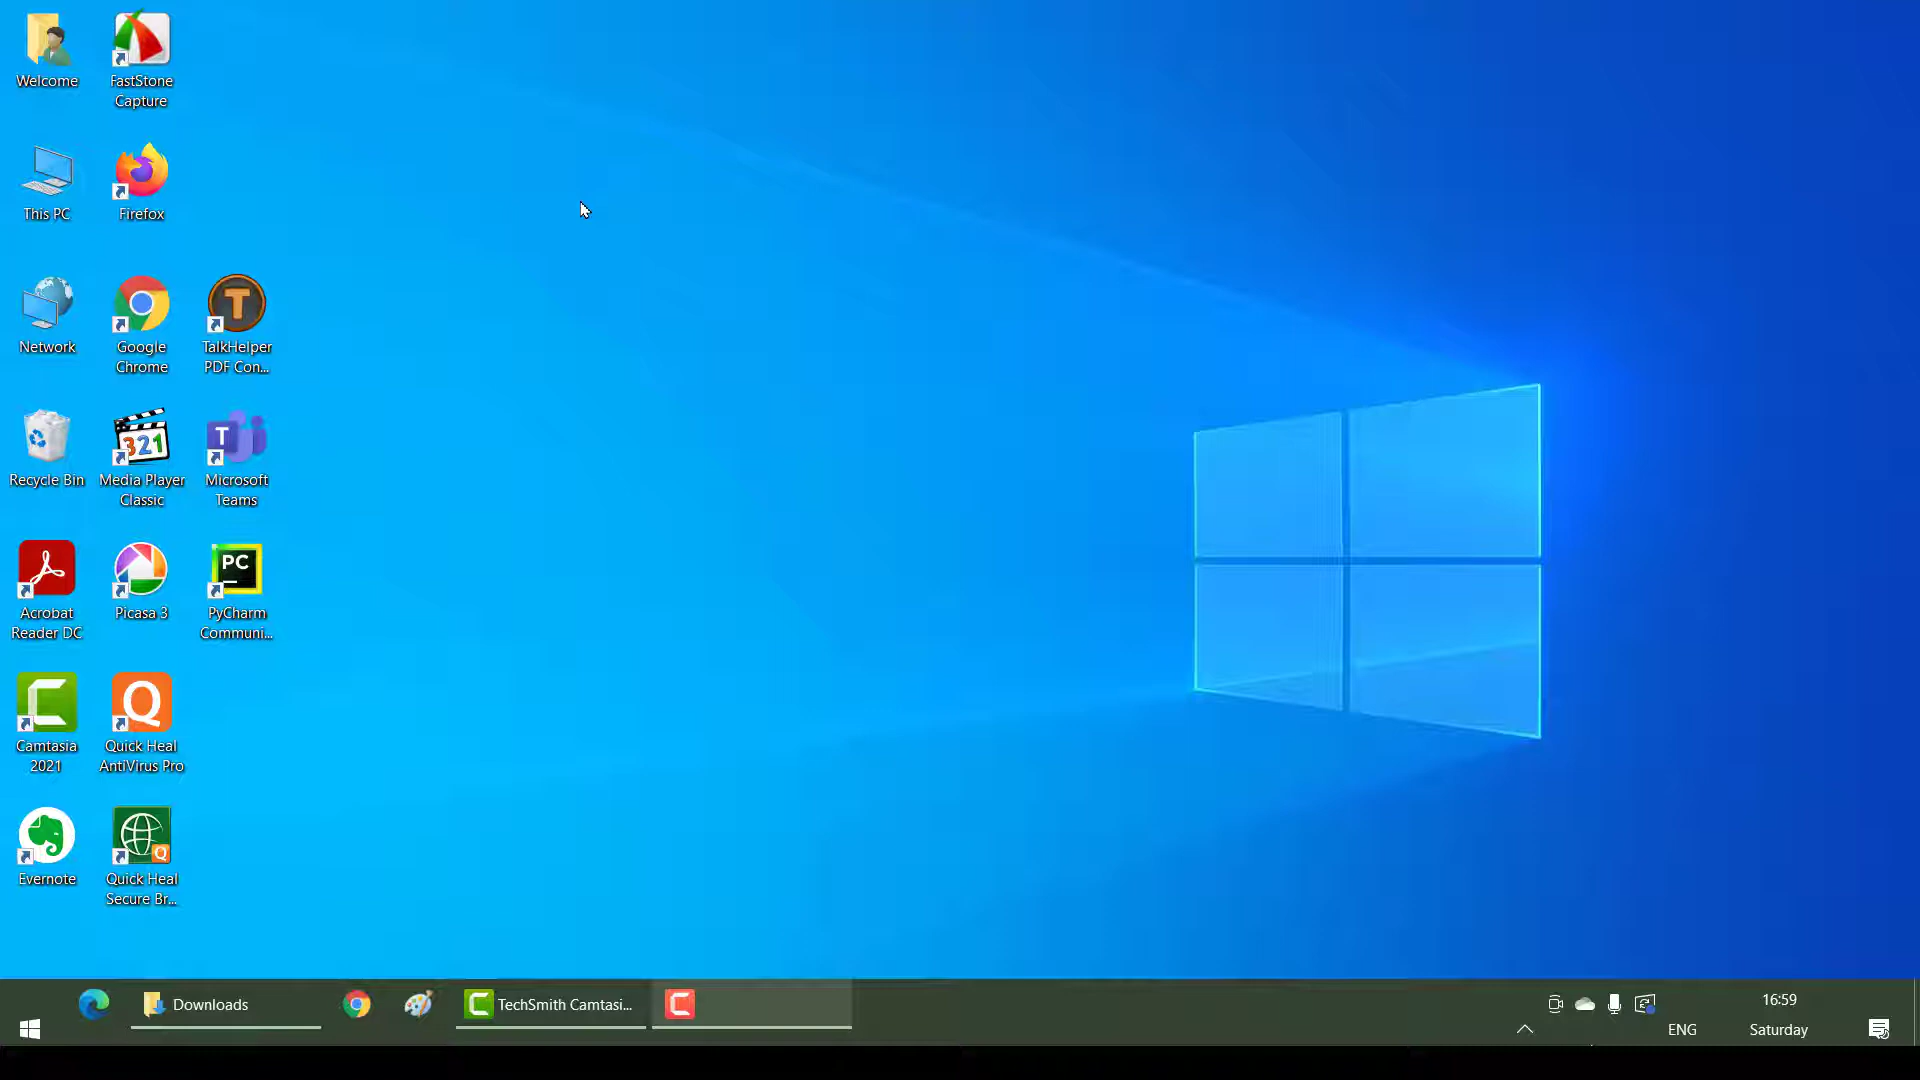 Welcome
FastStone
Capture
This PC
Firefox
Network
Google
Chrome
T
TalkHelper
PDF Con...
Recycle Bin
321
Media Player
Classic
T
Microsoft
Teams
Acrobat
Reader DC
Picasa 3
PC
PyCharm
Communi...
Camtasia
2021
Q
Quick Heal
AntiVirus Pro
Evernote
Q
Quick Heal
Secure Br...
Downloads
TechSmith Camtasi...
ENG
16:59
Saturday